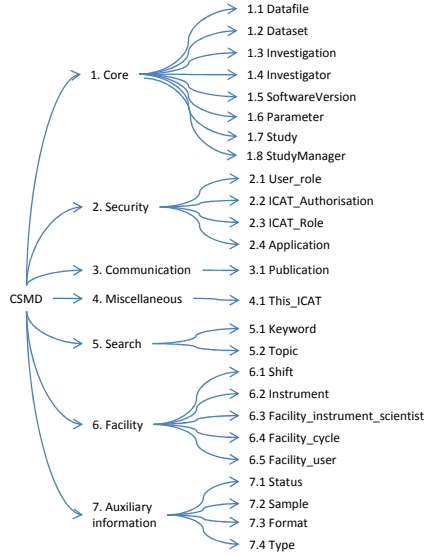 1.1 Datafile
1.2 Dataset
1.3 Investigation
1. Core
1.4 Investigator
1.5 SoftwareVersion
1.6 Parameter
1.7 Study
1.8 StudyManager
2.1 User_role
2.2 ICAT_Authorisation
2. Security
2.3 ICAT_Role
2.4 Application
3. Communication
3.1 Publication
CSMD
4. Miscellaneous
4.1 This_ICAT
5.1 Keyword
5. Search
5.2 Topic
6.1 Shift
6.2 Instrument
6.3 Facility_instrument_scientist
6. Facility
6.4 Facility_cycle
6.5 Facility_user
7.1 Status
7.2 Sample
7. Auxiliary
information
7.3 Format
7.4 Type